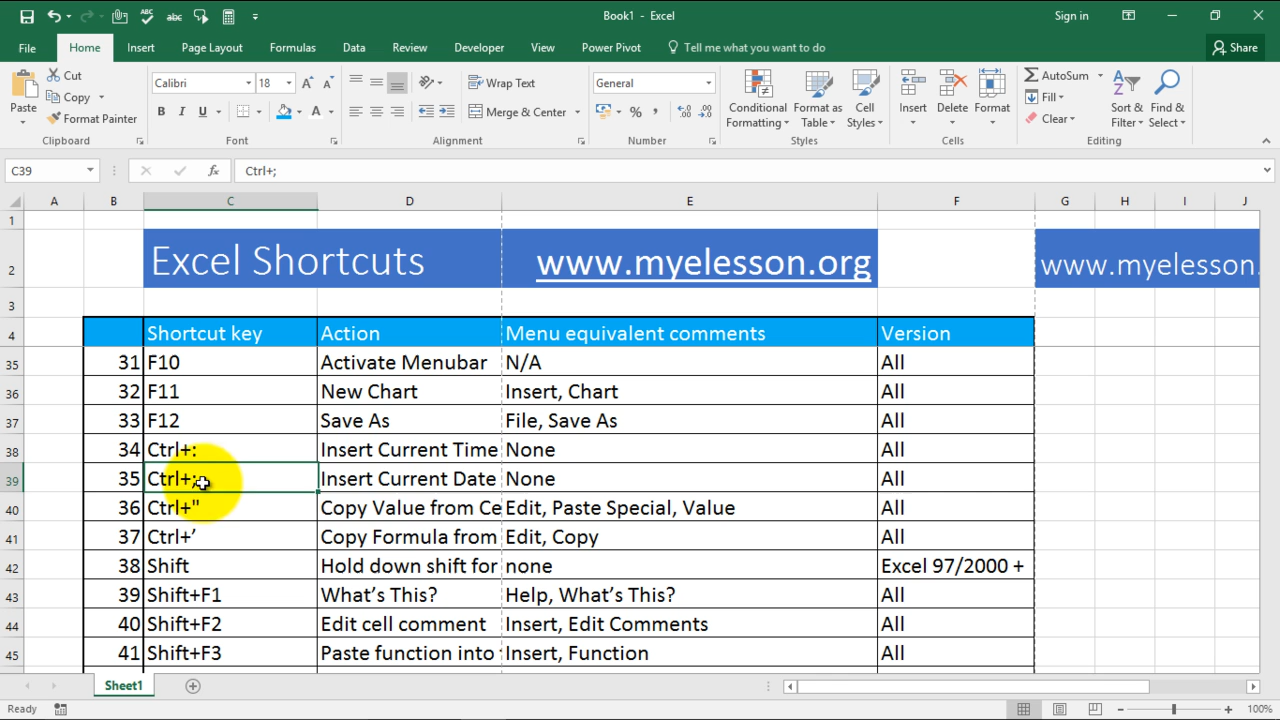 Book1 - Excel
Sign in
File Home Insert Page Layout Formulas Data Review Developer View Power Pivot Tell me what you want to do Share
Paste
Cut
Copy
Format Painter
Clipboard
Calibri 18
B I U
Font
Wrap Text
Merge & Center
Alignment
General
%
Number
Conditional Formatting
Format as Table
Cell Styles
Styles
Insert
Delete
Format
Cells
AutoSum
Fill
Clear
Sort & Filter
Find & Select
Editing
C39 fx Ctrl+;
A B C D E F G H I J
1
2 Excel Shortcuts www.myelesson.org www.myelesson.
3
4 Shortcut key Action Menu equivalent comments Version
35 31 F10 Activate Menubar N/A All
36 32 F11 New Chart Insert, Chart All
37 33 F12 Save As File, Save As All
38 34 Ctrl+: Insert Current Time None All
39 35 Ctrl+; Insert Current Date None All
40 36 Ctrl+" Copy Value from Ce Edit, Paste Special, Value All
41 37 Ctrl+’ Copy Formula from Edit, Copy All
42 38 Shift Hold down shift for none Excel 97/2000 +
43 39 Shift+F1 What’s This? Help, What’s This? All
44 40 Shift+F2 Edit cell comment Insert, Edit Comments All
45 41 Shift+F3 Paste function into Insert, Function All
Sheet1
Ready 100%